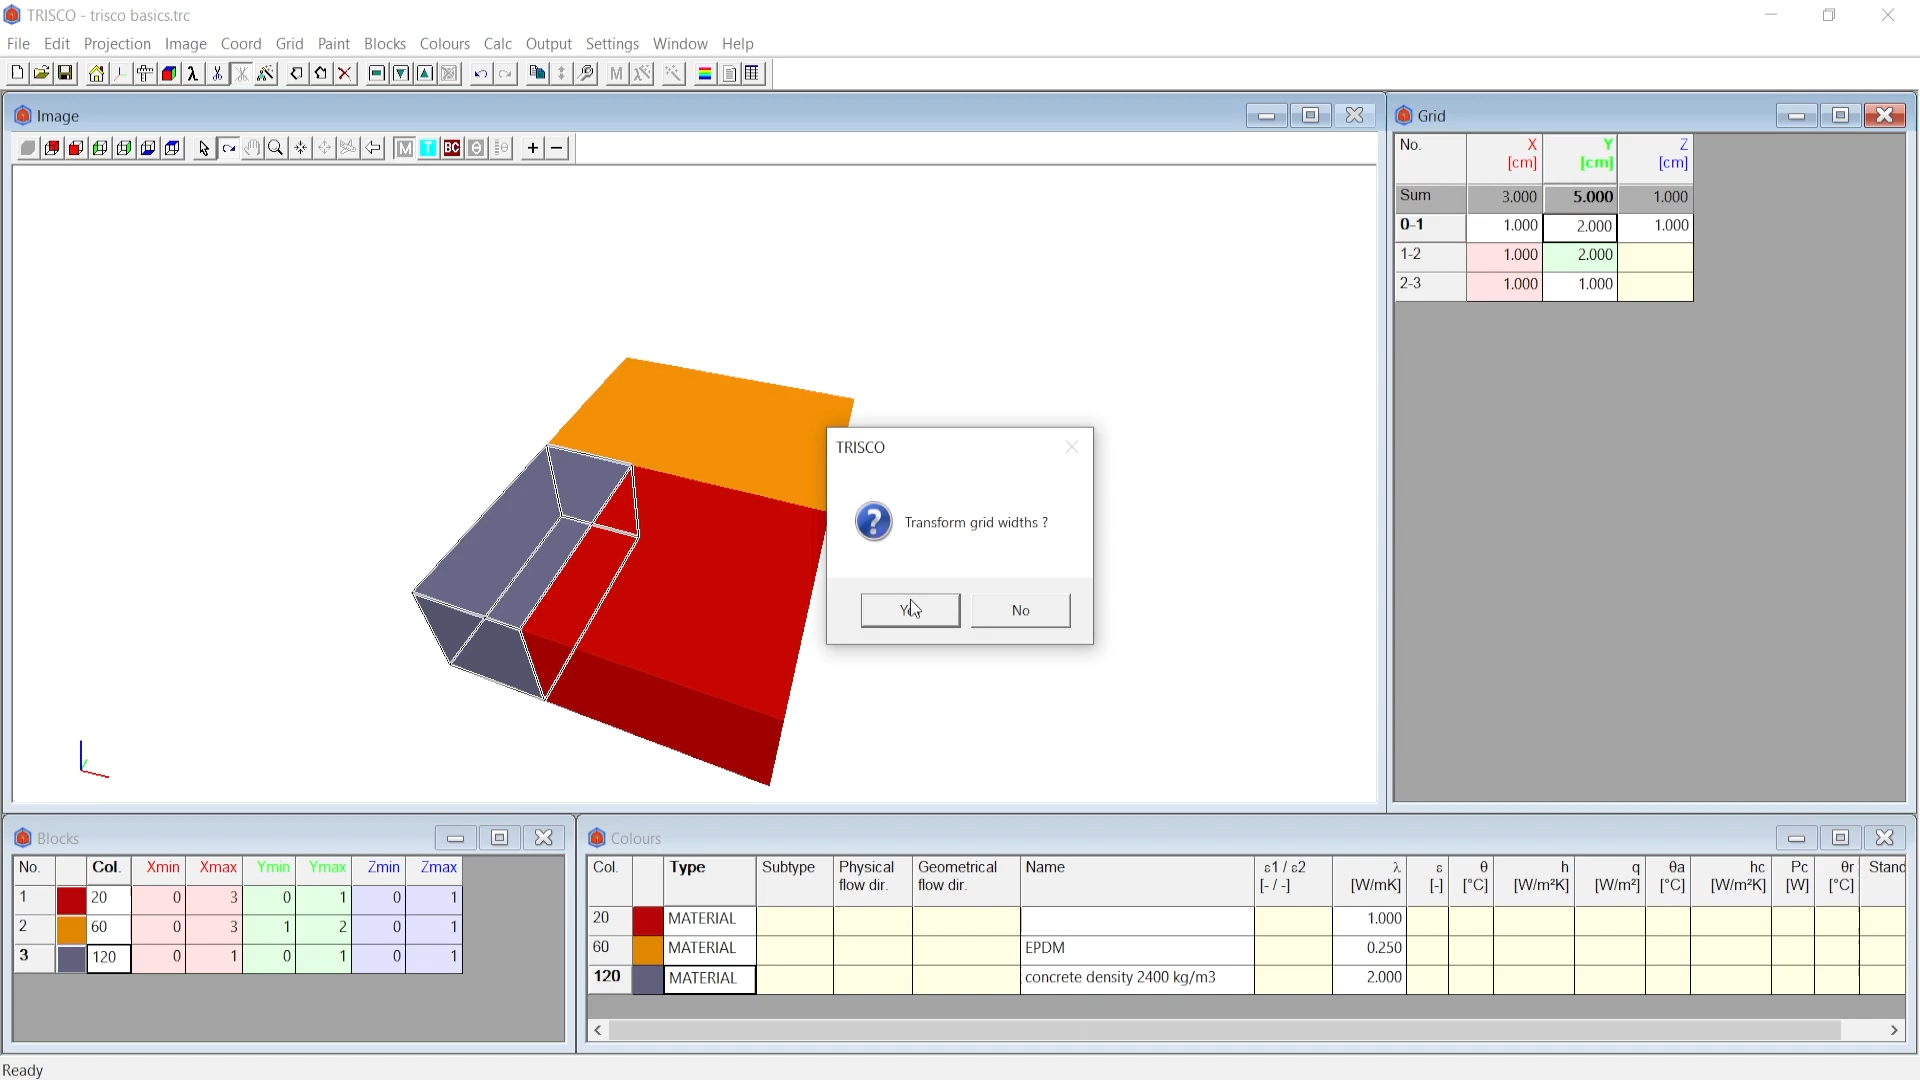 TRISCO - trisco basics.trc
File Edit Projection Image Coord Grid Paint Blocks Colours Calc Output Settings Window Help
Image
M T BC
Grid
No. X [cm] Y [cm] Z [cm]
Sum 3.000 5.000 1.000
0-1 1.000 2.000 1.000
1-2 1.000 2.000
2-3 1.000 1.000
TRISCO
Transform grid widths ?
No
Blocks
No. Col. Xmin Xmax Ymin Ymax Zmin Zmax
1 20 0 3 0 1 0 1
2 60 0 3 1 2 0 1
3 120 0 1 0 1 0 1
Colours
Col. Type Subtype Physical flow dir. Geometrical flow dir. Name ε1 / ε2 [- / -] λ [W/mK] ε [-] θ [°C] h [W/m²K] q [W/m²] θa [°C] hc [W/m²K] Pc [W] θr [°C] Stand
20 MATERIAL 1.000
60 MATERIAL EPDM 0.250
120 MATERIAL concrete density 2400 kg/m3 2.000
Ready